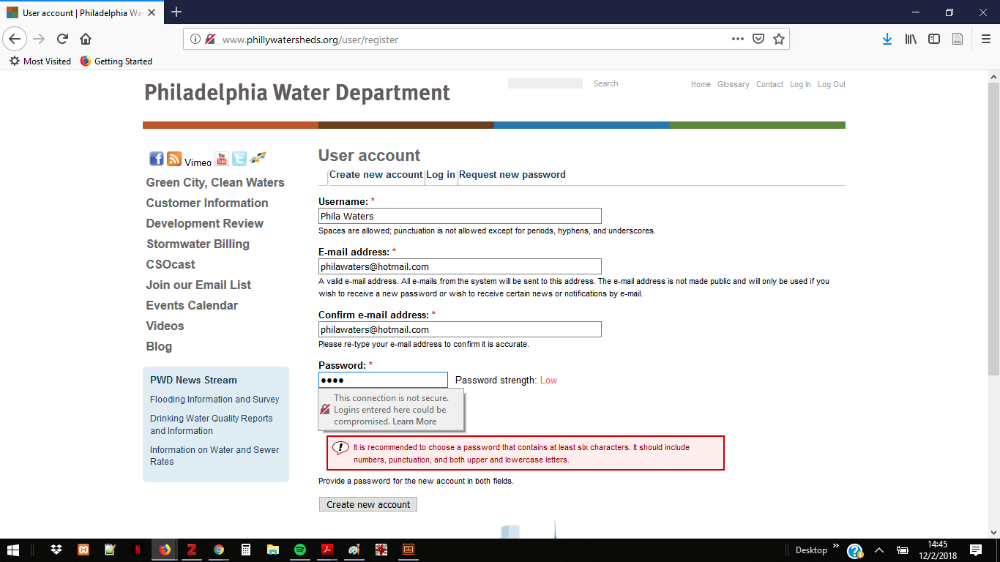 User account | Philadelphia Wa
www.phillywatersheds.org/user/register
Most Visited Getting Started
Philadelphia Water Department
Search
Home Glossary Contact Log In Log Out
Vimeo
Green City, Clean Waters
Customer Information
Development Review
Stormwater Billing
CSOcast
Join our Email List
Events Calendar
Videos
Blog
PWD News Stream
Flooding Information and Survey
Drinking Water Quality Reports
and Information
Information on Water and Sewer
Rates
User account
Create new account Log in Request new password
Username: *
Phila Waters
Spaces are allowed; punctuation is not allowed except for periods, hyphens, and underscores.
E-mail address: *
philawaters@hotmail.com
A valid e-mail address. All e-mails from the system will be sent to this address. The e-mail address is not made public and will only be used if you
wish to receive a new password or wish to receive certain news or notifications by e-mail.
Confirm e-mail address: *
philawaters@hotmail.com
Please re-type your e-mail address to confirm it is accurate.
Password: *
●●●● Password strength: Low
This connection is not secure.
Logins entered here could be
compromised. Learn More
It is recommended to choose a password that contains at least six characters. It should include
numbers, punctuation, and both upper and lowercase letters.
Provide a password for the new account in both fields.
Create new account
Desktop
14:45
12/2/2018